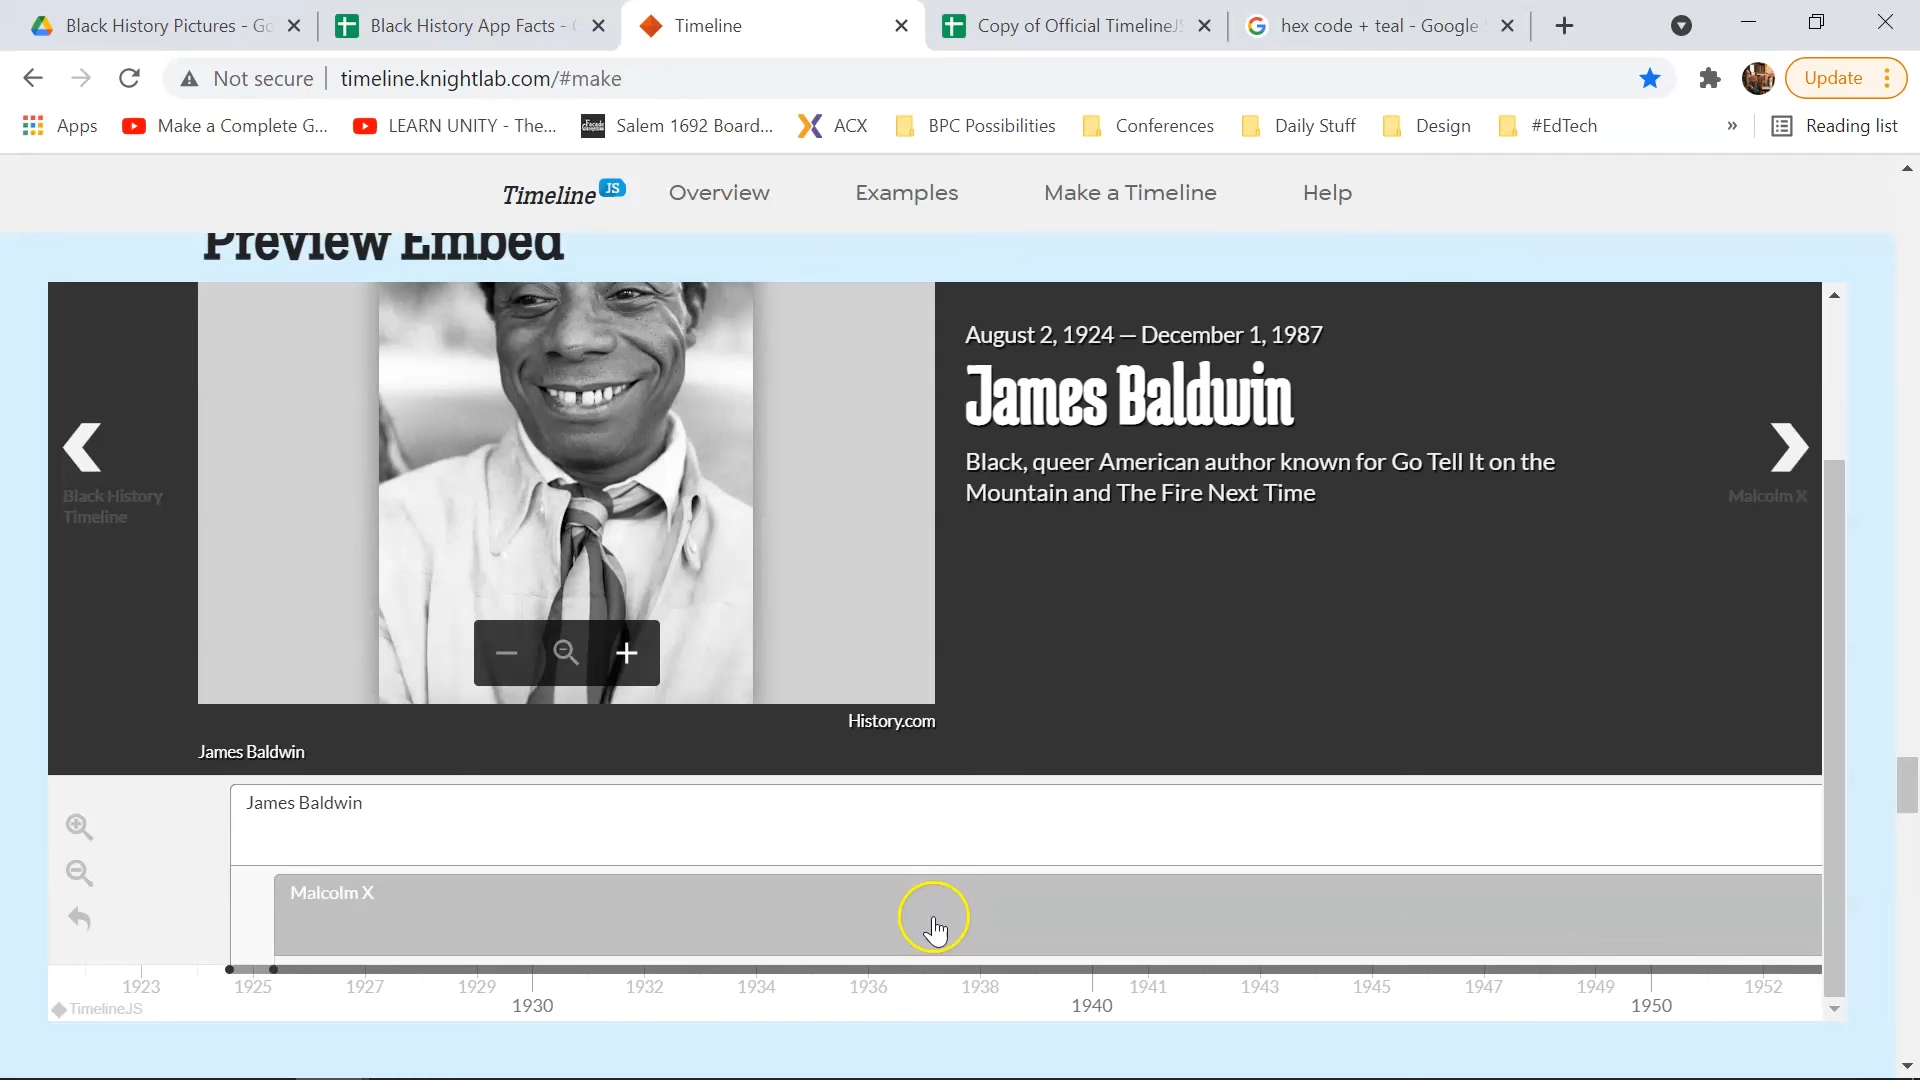 Black History Pictures - Go
Black History App Facts - (
Timeline
Copy of Official TimelineJS
hex code + teal - Google S
Not secure
timeline.knightlab.com/#make
Update
Apps
Make a Complete G...
LEARN UNITY - The...
Salem 1692 Board...
ACX
BPC Possibilities
Conferences
Daily Stuff
Design
#EdTech
»
Reading list
Timeline JS
Overview
Examples
Make a Timeline
Help
Preview Embed
August 2, 1924 — December 1, 1987
James Baldwin
Black, queer American author known for Go Tell It on the
Mountain and The Fire Next Time
Black History
Timeline
Malcolm X
History.com
James Baldwin
James Baldwin
Malcolm X
1923 1925 1927 1929 1930 1932 1934 1936 1938 1940 1941 1943 1945 1947 1949 1950 1952
TimelineJS